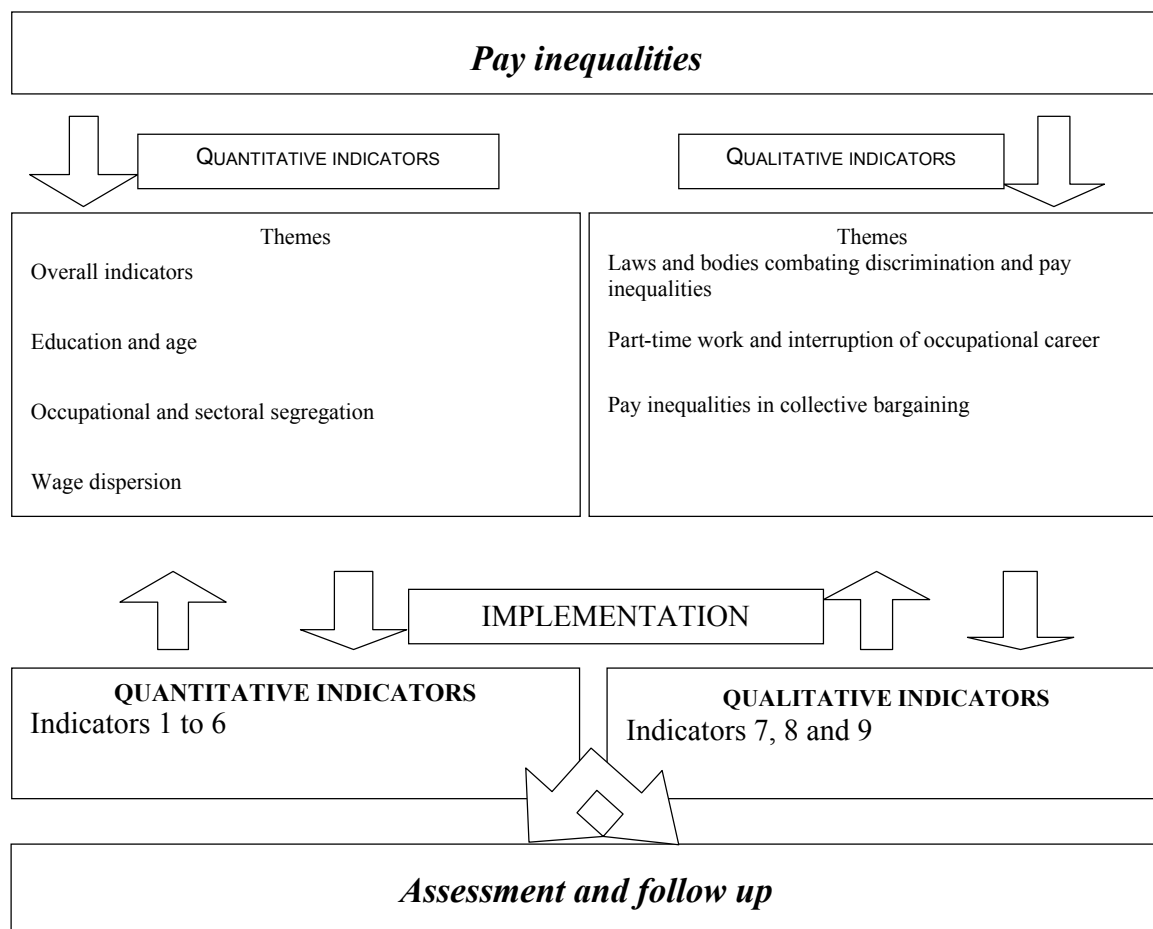 Pay inequalities
QUANTITATIVE INDICATORS
QUALITATIVE INDICATORS
Themes
Overall indicators
Education and age
Occupational and sectoral segregation
Wage dispersion
Themes
Laws and bodies combating discrimination and pay
inequalities
Part-time work and interruption of occupational career
Pay inequalities in collective bargaining
IMPLEMENTATION
QUANTITATIVE INDICATORS
Indicators 1 to 6
QUALITATIVE INDICATORS
Indicators 7, 8 and 9
Assessment and follow up